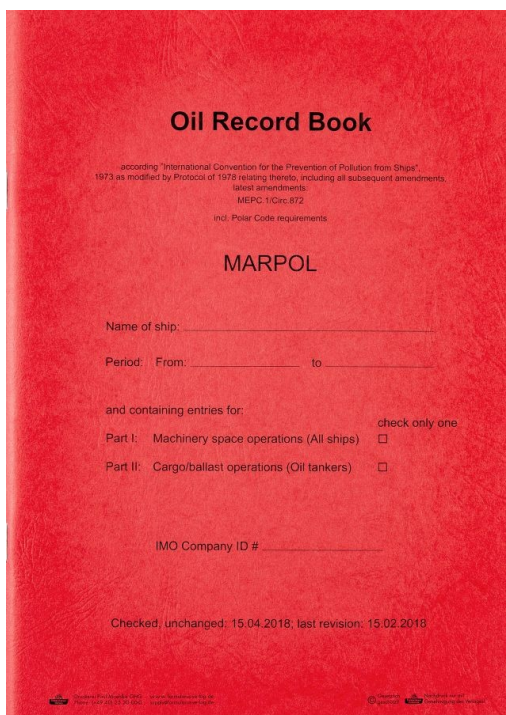 Oil Record Book
according "International Convention for the Prevention of Pollution from Ships",
1973 as modified by Protocol of 1978 relating thereto, including all subsequent amendments,
latest amendments:
MEPC.1/Circ.872
incl. Polar Code requirements
MARPOL
Name of ship:
Period: From: to
and containing entries for:
check only one
Part I: Machinery space operations (All ships) ☐
Part II: Cargo/ballast operations (Oil tankers) ☐
IMO Company ID #
Checked, unchanged: 15.04.2018; last revision: 15.02.2018